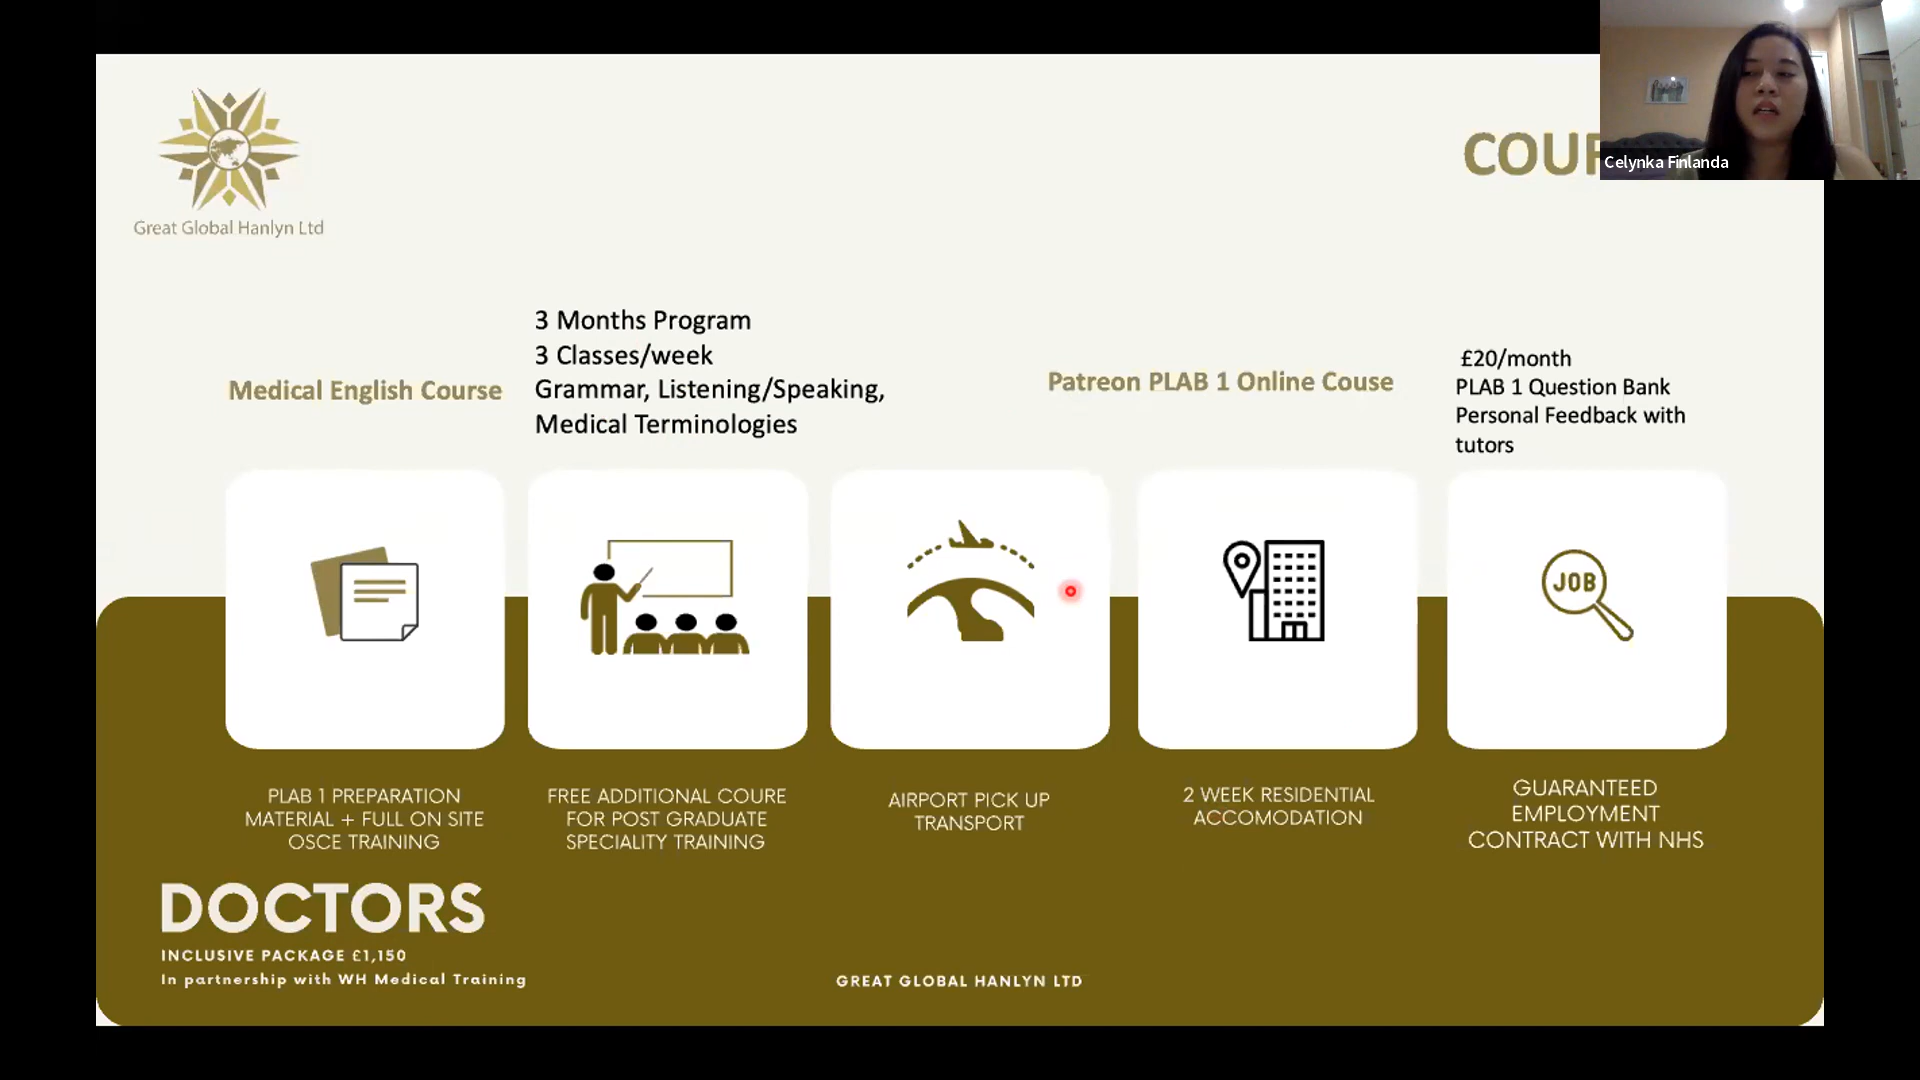 Celynka Finlanda
Great Global Hanlyn Ltd
3 Months Program
3 Classes/week
Grammar, Listening/Speaking,
Medical Terminologies
Medical English Course
Patreon PLAB 1 Online Couse
£20/month
PLAB 1 Question Bank
Personal Feedback with
tutors
JOB
PLAB 1 PREPARATION
MATERIAL + FULL ON SITE
OSCE TRAINING
FREE ADDITIONAL COURE
FOR POST GRADUATE
SPECIALITY TRAINING
AIRPORT PICK UP
TRANSPORT
2 WEEK RESIDENTIAL
ACCOMODATION
GUARANTEED
EMPLOYMENT
CONTRACT WITH NHS
DOCTORS
INCLUSIVE PACKAGE £1,150
In partnership with WH Medical Training
GREAT GLOBAL HANLYN LTD